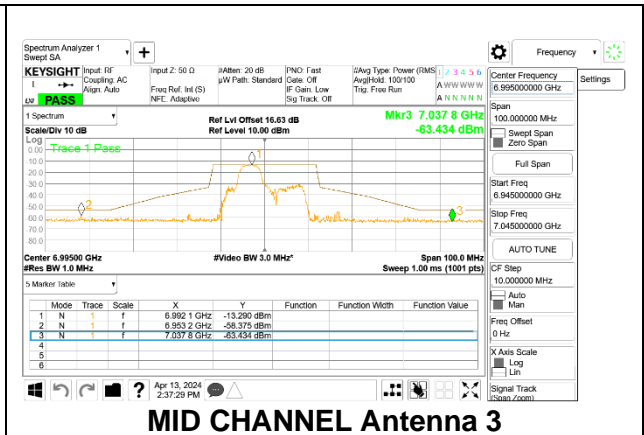 Spectrum Analyzer 1
Swept SA
Frequency
KEYSIGHT
Input: RF
Coupling: AC
Align: Auto
Input Z: 50 Ω
Freq Ref: Int (S)
NFE: Adaptive
#Atten: 20 dB
µW Path: Standard
PNO: Fast
Gate: Off
IF Gain: Low
Sig Track: Off
#Avg Type: Power (RMS
Avg|Hold: 100/100
Trig: Free Run
1 2 3 4 5 6
A W W W W W
A N N N N N
PASS
Center Frequency
6.995000000 GHz
Settings
Span
100.000000 MHz
Swept Span
Zero Span
Full Span
Start Freq
6.945000000 GHz
Stop Freq
7.045000000 GHz
AUTO TUNE
CF Step
10.000000 MHz
Auto
Man
Freq Offset
0 Hz
X Axis Scale
Log
Lin
Signal Track
(Span Zoom)
1 Spectrum
Scale/Div 10 dB
Ref Lvl Offset 16.63 dB
Ref Level 10.00 dBm
Mkr3 7.037 8 GHz
-63.434 dBm
Log
Trace 1 Pass
0.00
-10.0
-20.0
-30.0
-40.0
-50.0
-60.0
-70.0
-80.0
1
2
3
Center 6.99500 GHz
#Video BW 3.0 MHz*
Span 100.0 MHz
#Res BW 1.0 MHz
Sweep 1.00 ms (1001 pts)
5 Marker Table
Mode Trace Scale X Y Function Function Width Function Value
1 N 1 f 6.992 1 GHz -13.290 dBm
2 N 1 f 6.953 2 GHz -58.375 dBm
3 N 1 f 7.037 8 GHz -63.434 dBm
4
5
6
Apr 13, 2024
2:37:29 PM
MID CHANNEL Antenna 3